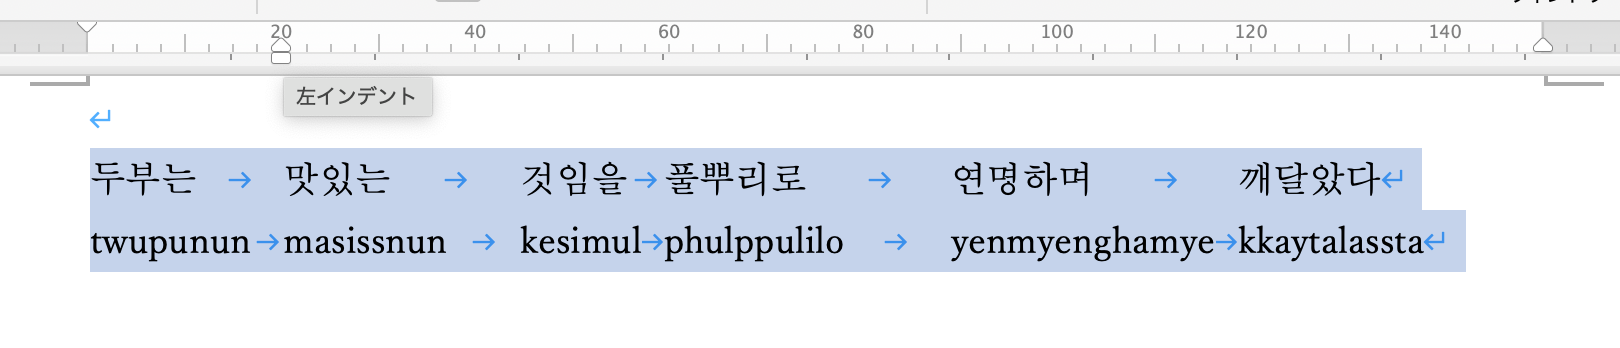 20 40 60 80 100 120 140
左インデント
두부는 맛있는 것임을 풀뿌리로 연명하며 깨달았다
twupunun masissnun kesimul phulppulilo yenmyenghamye kkaytalassta